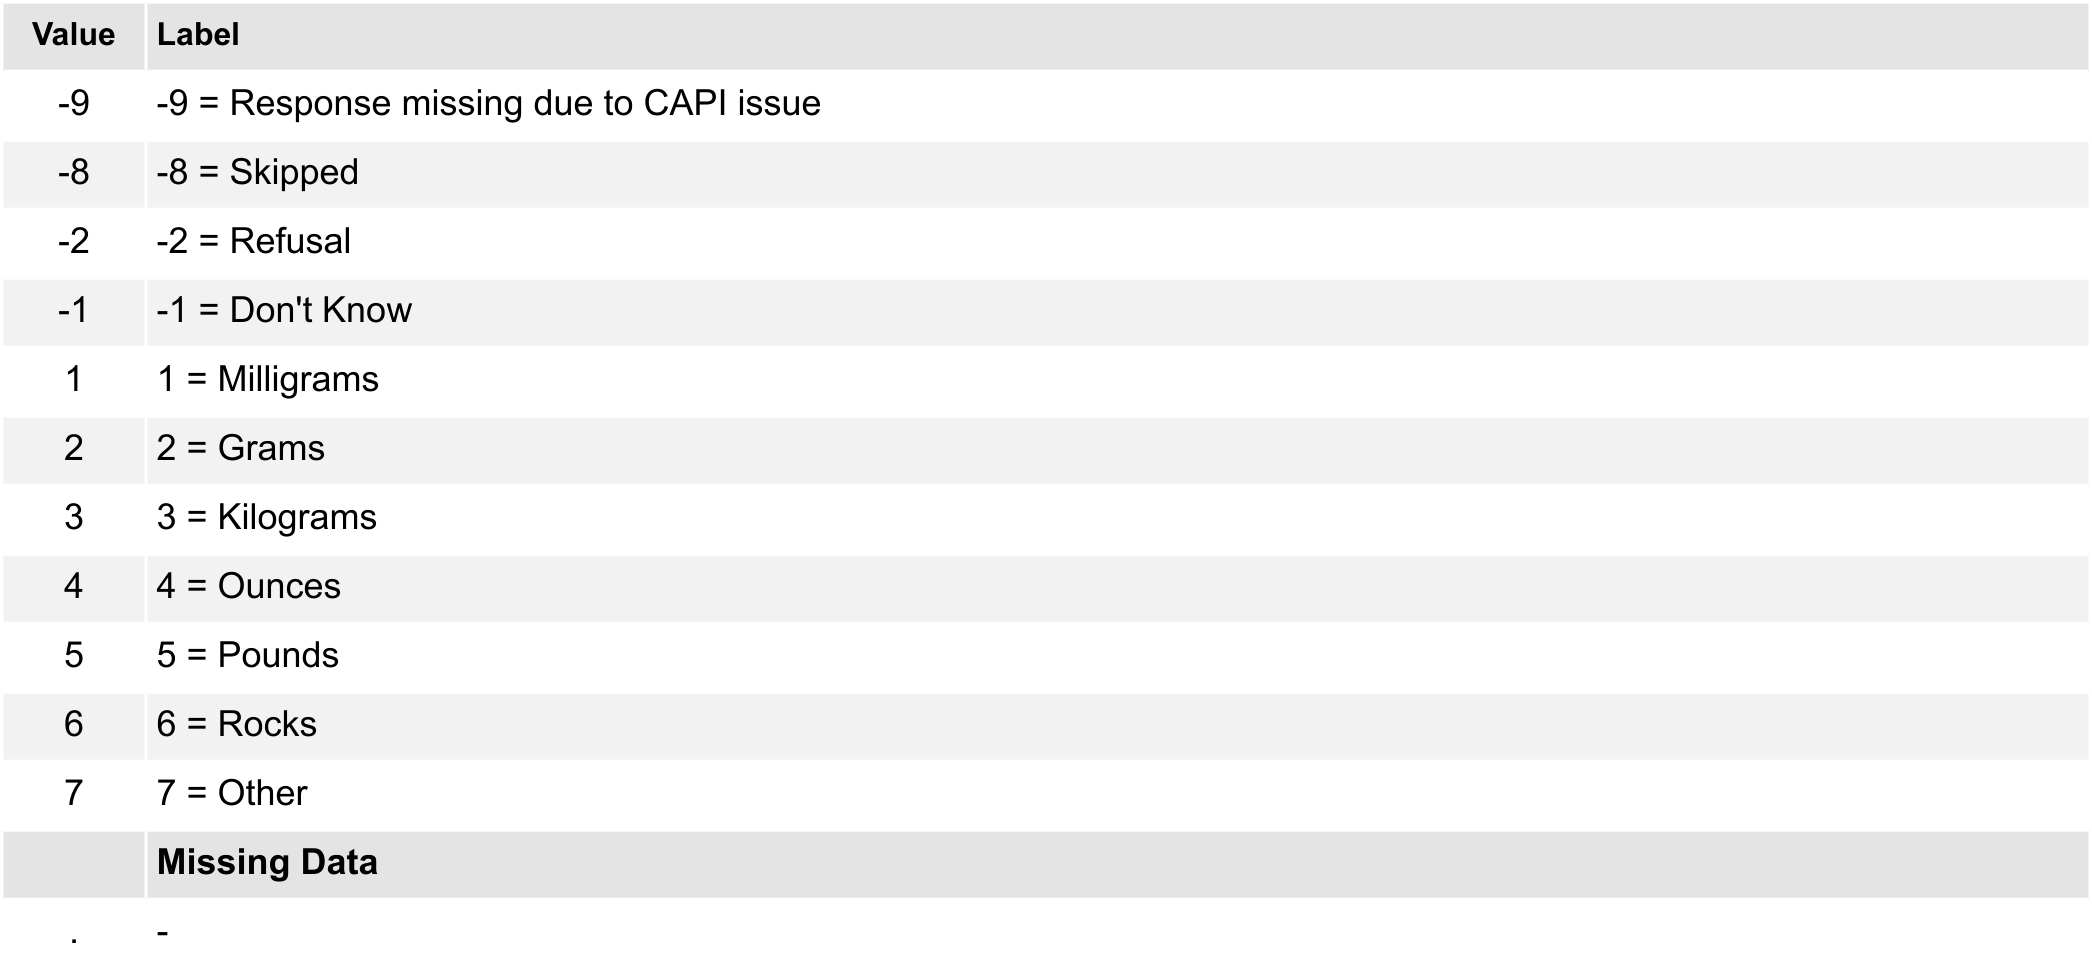 Value Label
-9 -9 = Response missing due to CAPI issue
-8 -8 = Skipped
-2 -2 = Refusal
-1 -1 = Don't Know
1 1 = Milligrams
2 2 = Grams
3 3 = Kilograms
4 4 = Ounces
5 5 = Pounds
6 6 = Rocks
7 7 = Other
Missing Data
. -